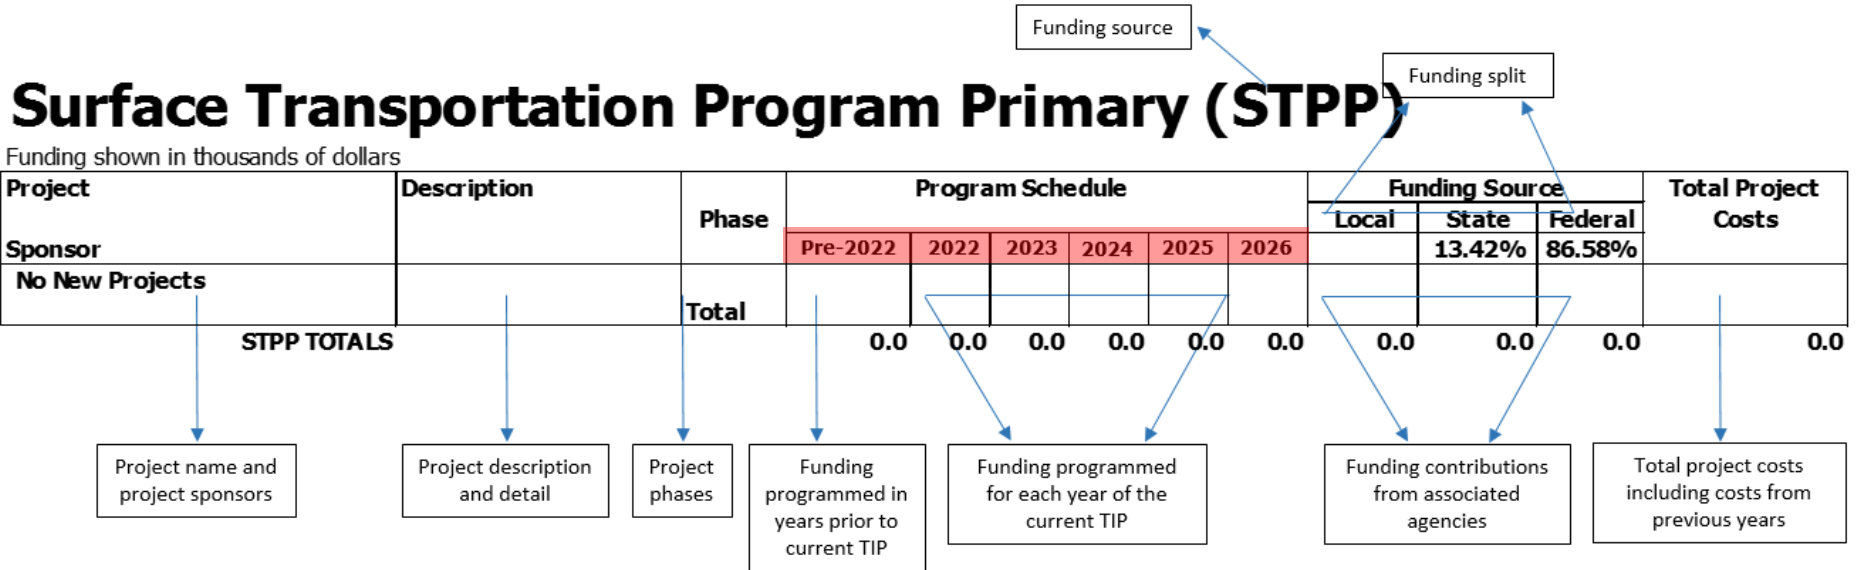 Funding source
Funding split
Surface Transportation Program Primary (STPP)
Funding shown in thousands of dollars
Project Description Program Schedule Funding Source Total Project
Phase Local State Federal Costs
Sponsor Pre-2022 2022 2023 2024 2025 2026 13.42% 86.58%
No New Projects
Total
STPP TOTALS 0.0 0.0 0.0 0.0 0.0 0.0 0.0 0.0 0.0 0.0
Project name and
project sponsors
Project description
and detail
Project
phases
Funding
programmed in
years prior to
current TIP
Funding programmed
for each year of the
current TIP
Funding contributions
from associated
agencies
Total project costs
including costs from
previous years